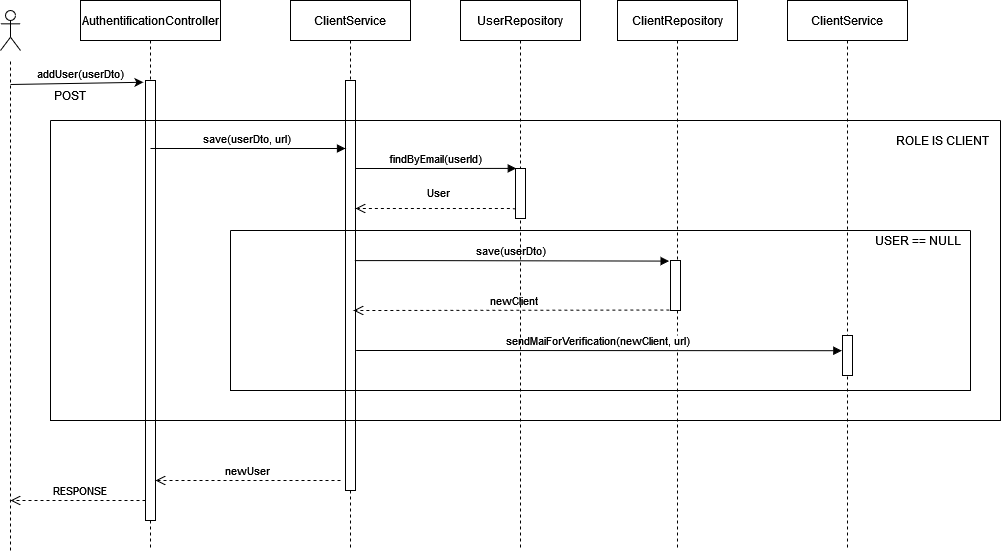 AuthentificationController
ClientService
UserRepository
ClientRepository
ClientService
addUser(userDto)
POST
save(userDto, url)
ROLE IS CLIENT
findByEmail(userId)
User
USER == NULL
save(userDto)
newClient
sendMaiForVerification(newClient, url)
newUser
RESPONSE